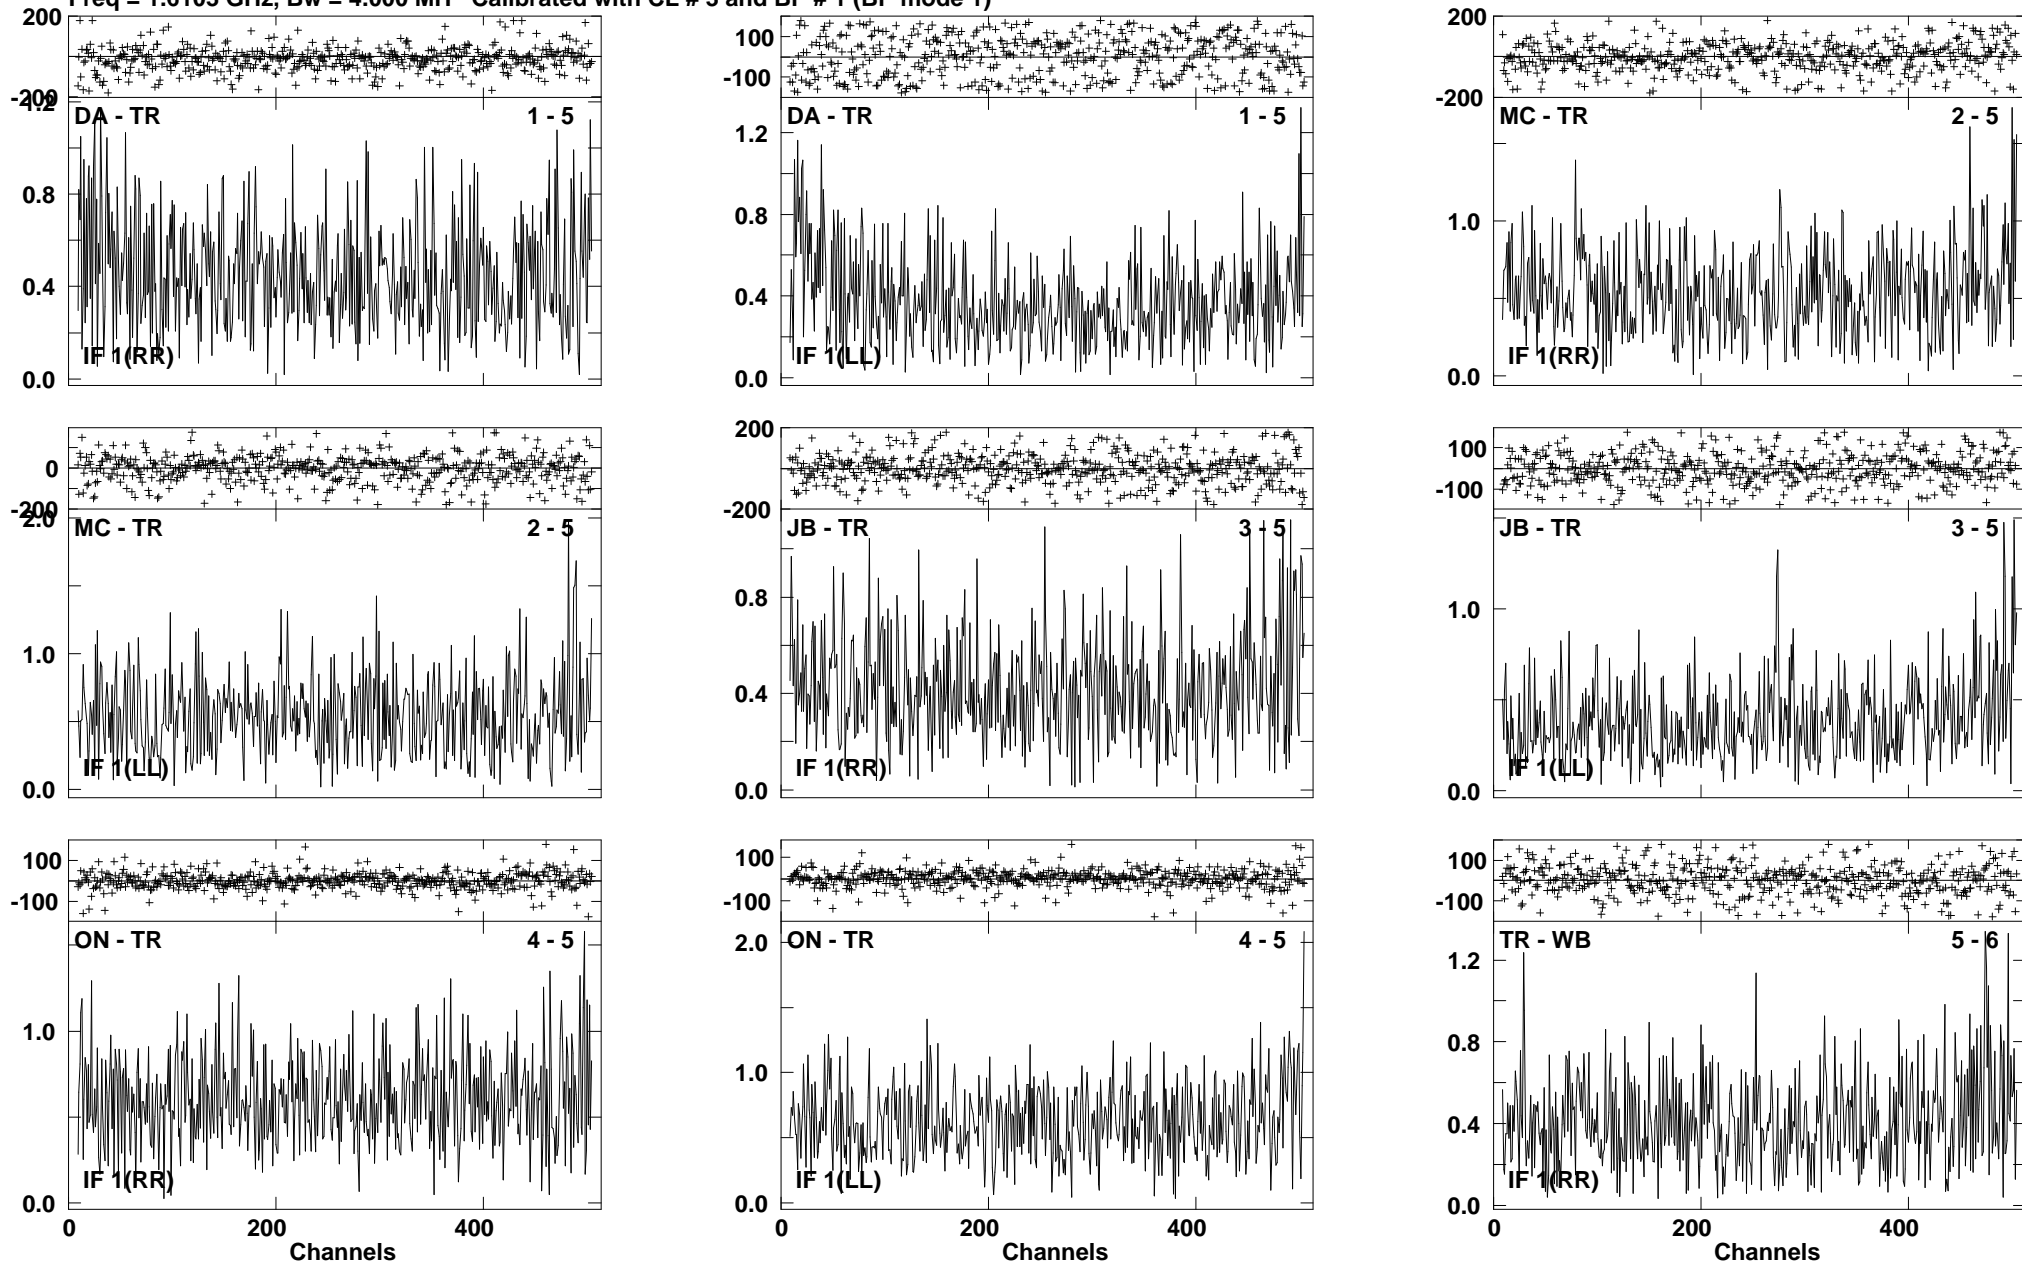 Freq = 1.6103 GHz, Bw = 4.000 MH Calibrated with CL # 3 and BP # 1 (BP mode 1)
200
-200
100
-100
200
-200
1.2
0.8
0.4
0.0
DA - TR 1 - 5
IF 1(RR)
1.2
0.8
0.4
0.0
DA - TR 1 - 5
IF 1(LL)
1.0
0.0
MC - TR 2 - 5
IF 1(RR)
0
-200
200
-200
100
-100
2.0
1.0
0.0
MC - TR 2 - 5
IF 1(LL)
0.8
0.4
0.0
JB - TR 3 - 5
IF 1(RR)
1.0
0.0
JB - TR 3 - 5
IF 1(LL)
100
-100
100
-100
100
-100
1.0
0.0
ON - TR 4 - 5
IF 1(RR)
2.0
1.0
0.0
ON - TR 4 - 5
IF 1(LL)
1.2
0.8
0.4
0.0
TR - WB 5 - 6
IF 1(RR)
0 200 400
Channels
0 200 400
Channels
0 200 400
Channels